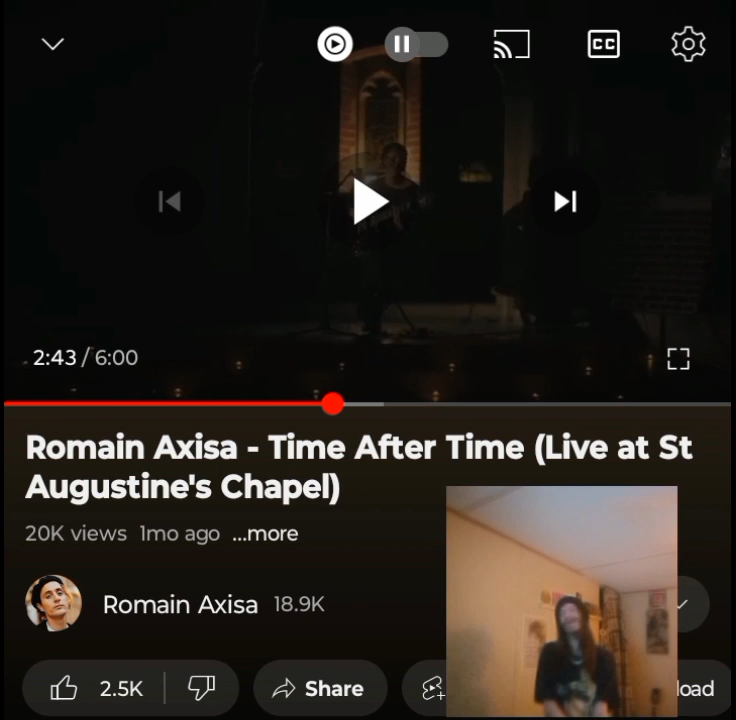 CC
2:43 / 6:00
Romain Axisa - Time After Time (Live at St
Augustine's Chapel)
20K views 1mo ago ...more
Romain Axisa 18.9K
2.5K
Share
load